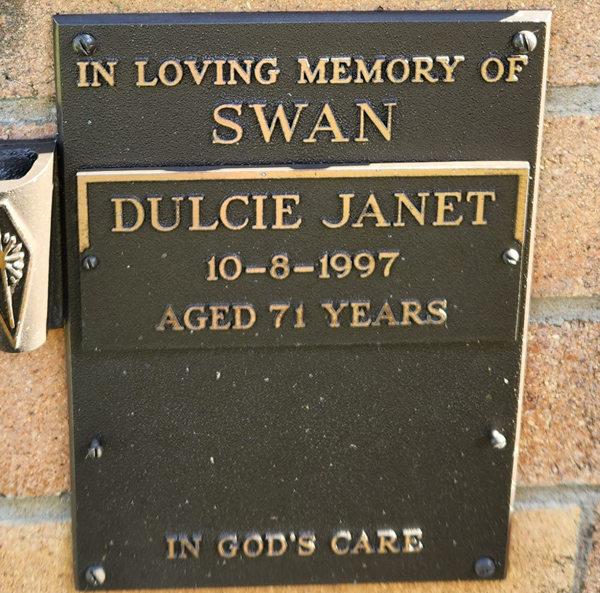 IN LOVING MEMORY OF
SWAN
DULCIE JANET
10-8-1997
AGED 71 YEARS
IN GOD'S CARE